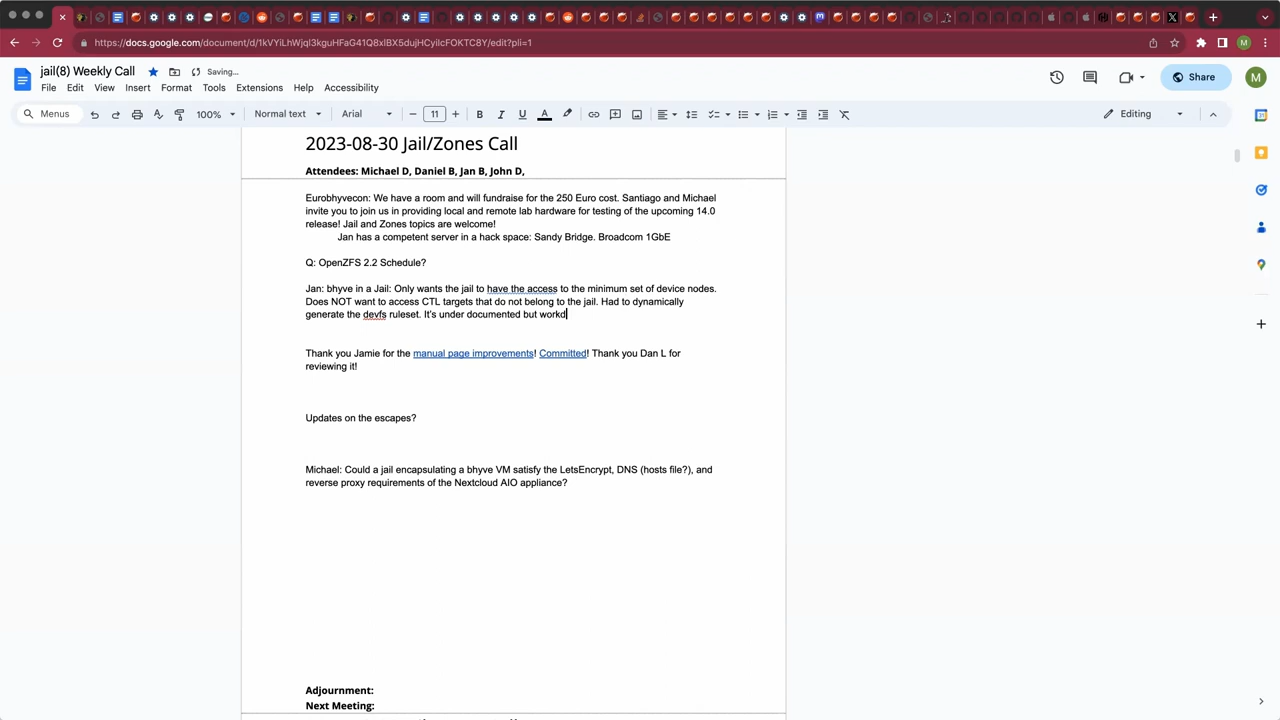 https://docs.google.com/document/d/1kVYiLhWjql3kguHFaG41Q8xlBX5dujHCyilcFOKTC8Y/edit?pli=1
M
jail(8) Weekly Call
Saving...
Share
M
File Edit View Insert Format Tools Extensions Help Accessibility
Menus 100% Normal text Arial 11 B I U A Editing
2023-08-30 Jail/Zones Call
Attendees: Michael D, Daniel B, Jan B, John D,
Eurobhyvecon: We have a room and will fundraise for the 250 Euro cost. Santiago and Michael
invite you to join us in providing local and remote lab hardware for testing of the upcoming 14.0
release! Jail and Zones topics are welcome!
Jan has a competent server in a hack space: Sandy Bridge. Broadcom 1GbE
Q: OpenZFS 2.2 Schedule?
Jan: bhyve in a Jail: Only wants the jail to have the access to the minimum set of device nodes.
Does NOT want to access CTL targets that do not belong to the jail. Had to dynamically
generate the devfs ruleset. It's under documented but workd
Thank you Jamie for the manual page improvements! Committed! Thank you Dan L for
reviewing it!
Updates on the escapes?
Michael: Could a jail encapsulating a bhyve VM satisfy the LetsEncrypt, DNS (hosts file?), and
reverse proxy requirements of the Nextcloud AIO appliance?
Adjournment:
Next Meeting: